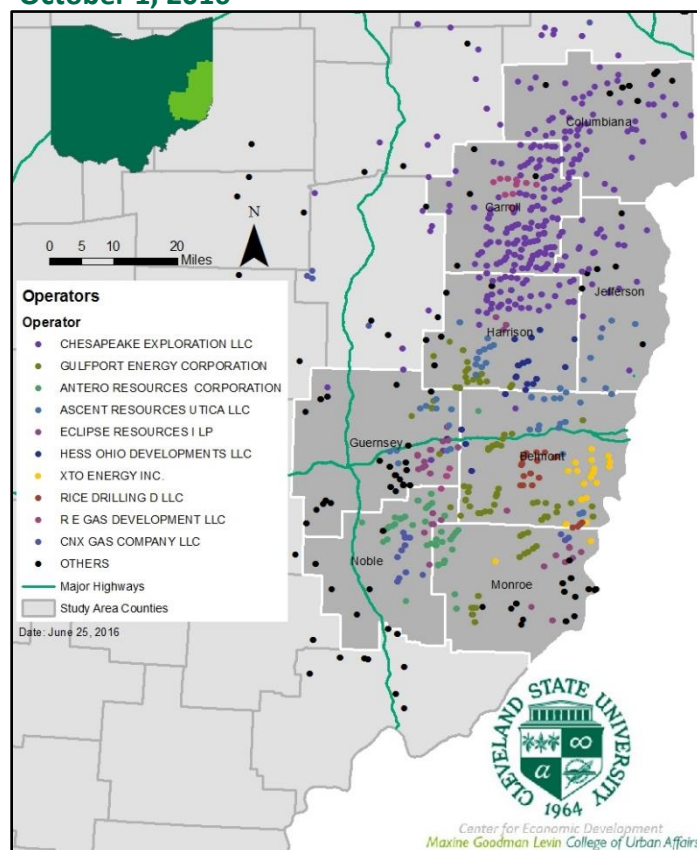 October 1, 2016
Columbiana
Carroll
N
0 5 10 20
Miles
Jefferson
Harrison
Operators
Operator
CHESAPEAKE EXPLORATION LLC
GULFPORT ENERGY CORPORATION
ANTERO RESOURCES CORPORATION
ASCENT RESOURCES UTICA LLC
ECLIPSE RESOURCES I LP
HESS OHIO DEVELOPMENTS LLC
XTO ENERGY INC.
RICE DRILLING D LLC
R E GAS DEVELOPMENT LLC
CNX GAS COMPANY LLC
OTHERS
Major Highways
Study Area Counties
Date: June 25, 2016
Guernsey
Belmont
Noble
Monroe
CLEVELAND STATE UNIVERSITY
a
1964
Center for Economic Development
Maxine Goodman Levin College of Urban Affairs